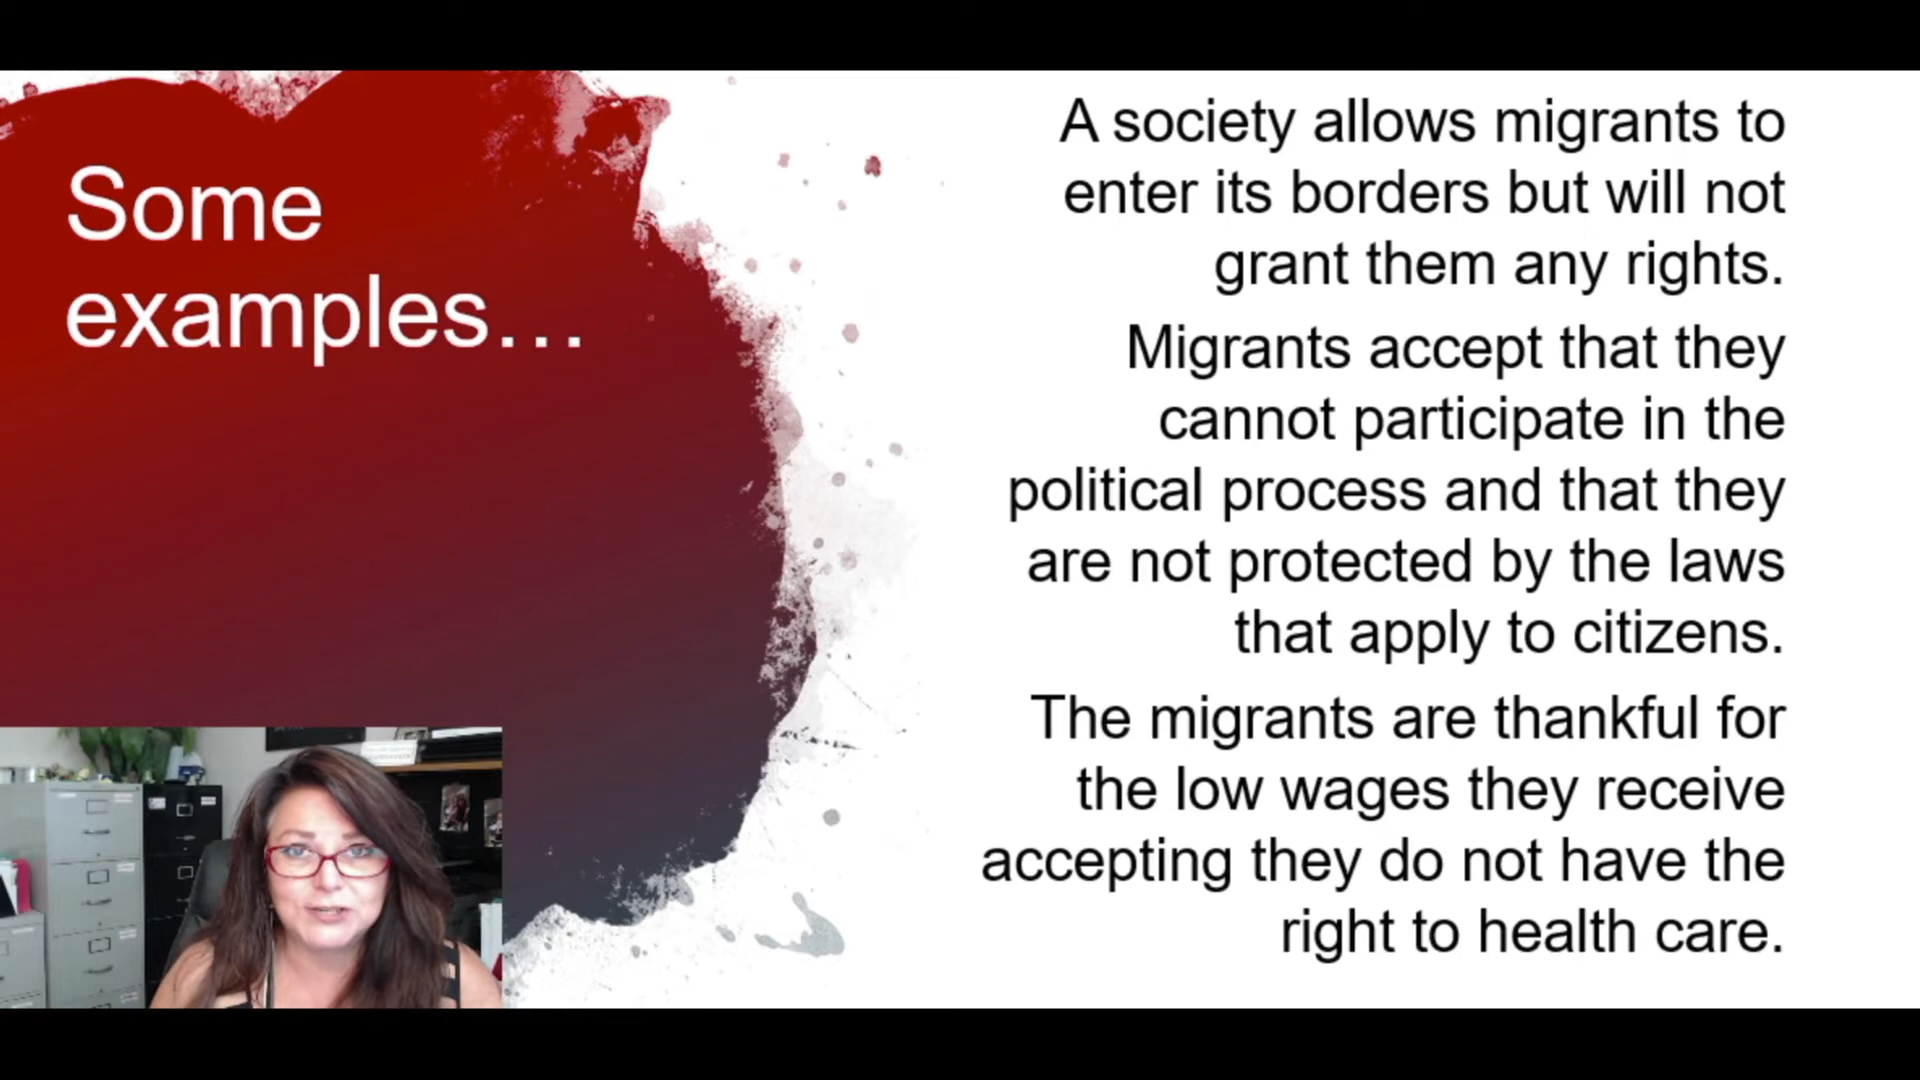 Some
examples…
A society allows migrants to
enter its borders but will not
grant them any rights.
Migrants accept that they
cannot participate in the
political process and that they
are not protected by the laws
that apply to citizens.
The migrants are thankful for
the low wages they receive
accepting they do not have the
right to health care.